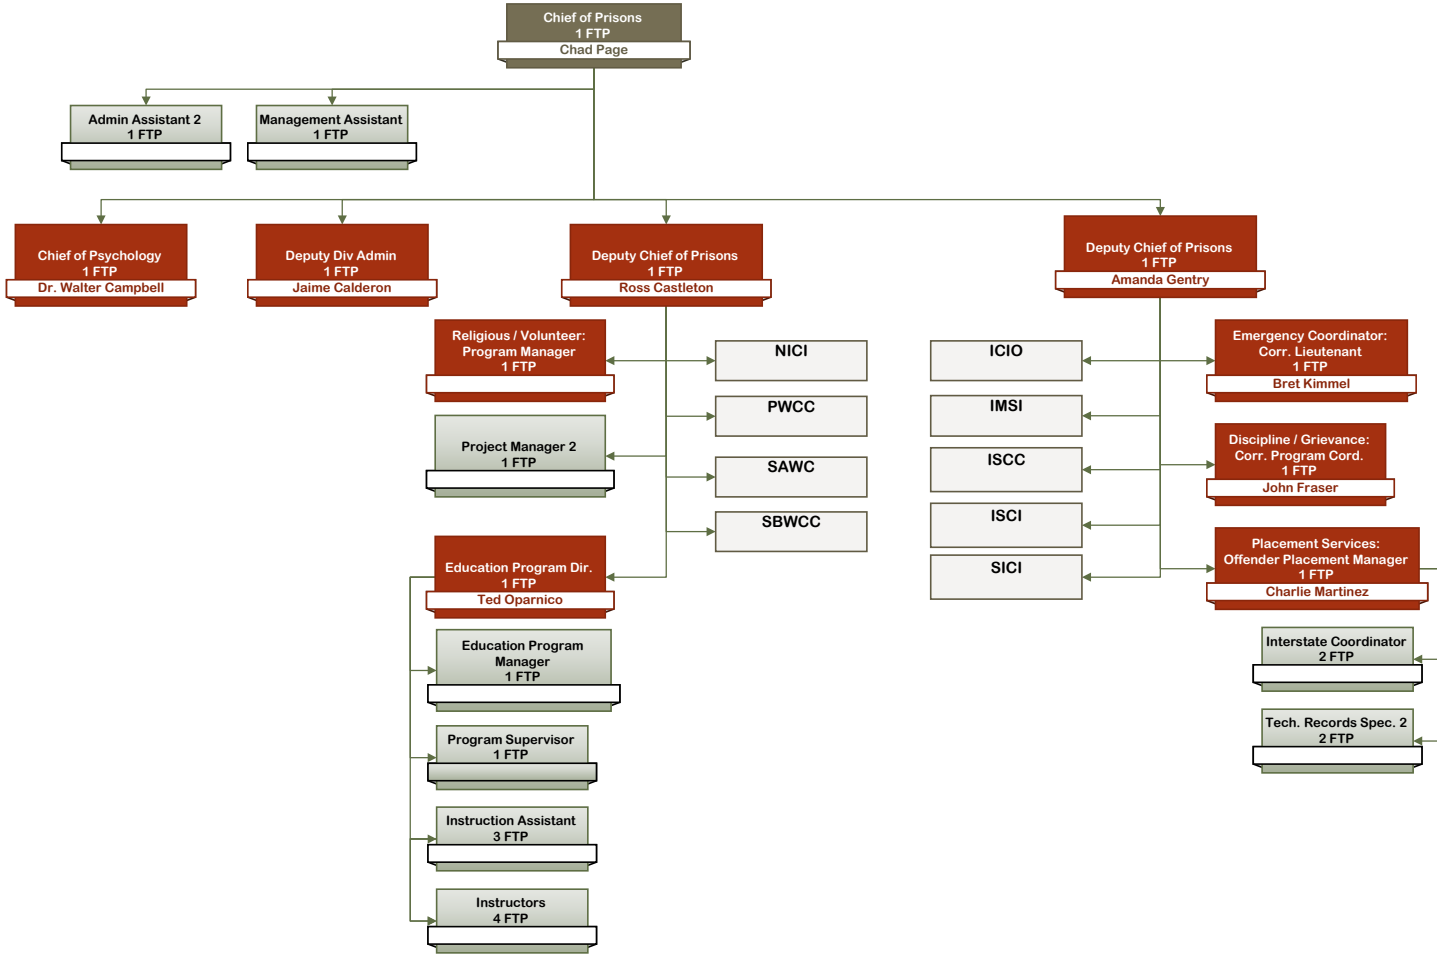 Chief of Prisons
1 FTP
Chad Page
Admin Assistant 2
1 FTP
Management Assistant
1 FTP
Chief of Psychology
1 FTP
Dr. Walter Campbell
Deputy Div Admin
1 FTP
Jaime Calderon
Deputy Chief of Prisons
1 FTP
Ross Castleton
Deputy Chief of Prisons
1 FTP
Amanda Gentry
Religious / Volunteer:
Program Manager
1 FTP
Project Manager 2
1 FTP
Education Program Dir.
1 FTP
Ted Oparnico
Education Program
Manager
1 FTP
Program Supervisor
1 FTP
Instruction Assistant
3 FTP
Instructors
4 FTP
NICI
PWCC
SAWC
SBWCC
ICIO
IMSI
ISCC
ISCI
SICI
Emergency Coordinator:
Corr. Lieutenant
1 FTP
Bret Kimmel
Discipline / Grievance:
Corr. Program Cord.
1 FTP
John Fraser
Placement Services:
Offender Placement Manager
1 FTP
Charlie Martinez
Interstate Coordinator
2 FTP
Tech. Records Spec. 2
2 FTP